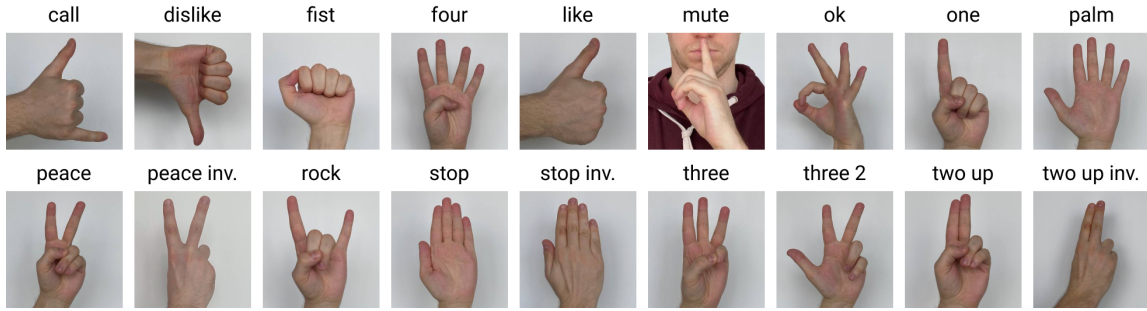 call dislike fist four like mute ok one palm
peace peace inv. rock stop stop inv. three three 2 two up two up inv.